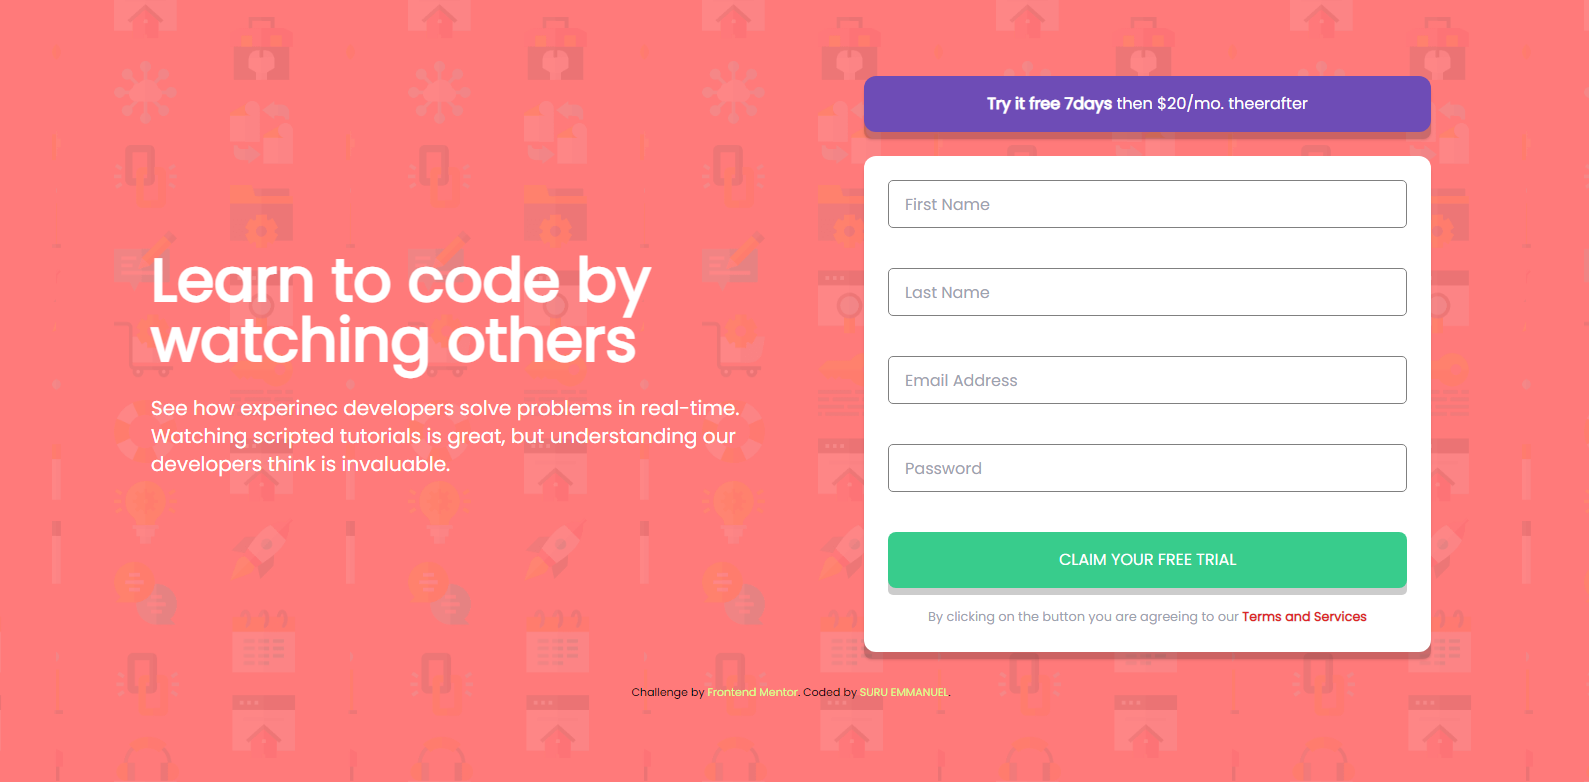 Learn to code by
watching others
See how experinec developers solve problems in real-time.
Watching scripted tutorials is great, but understanding our
developers think is invaluable.
Try it free 7days then $20/mo. theerafter
First Name
Last Name
Email Address
Password
CLAIM YOUR FREE TRIAL
By clicking on the button you are agreeing to our Terms and Services
Challenge by Frontend Mentor. Coded by SURU EMMANUEL.